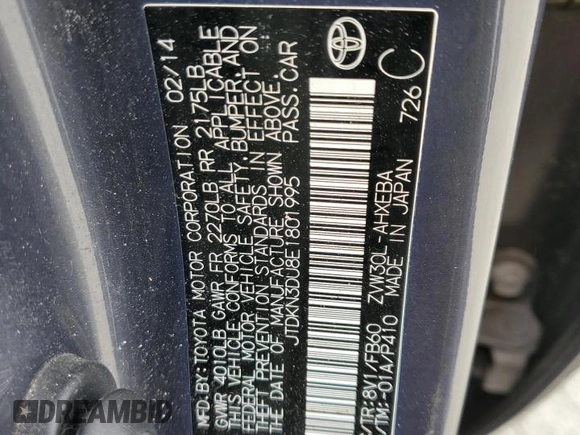 MFD. BY: TOYOTA MOTOR CORPORATION 02/14
GVWR 4010LB GAWR FR 2270LB RR 2175LB
THIS VEHICLE CONFORMS TO ALL APPLICABLE
FEDERAL MOTOR VEHICLE SAFETY, BUMPER, AND
THEFT PREVENTION STANDARDS IN EFFECT ON
THE DATE OF MANUFACTURE SHOWN ABOVE.
JTDKN3DU8E1801995 PASS. CAR
/TR:8V1/FB60 ZVW30L-AHXEBA
/TM:-01A/P410 MADE IN JAPAN 726 C
DREAMBID